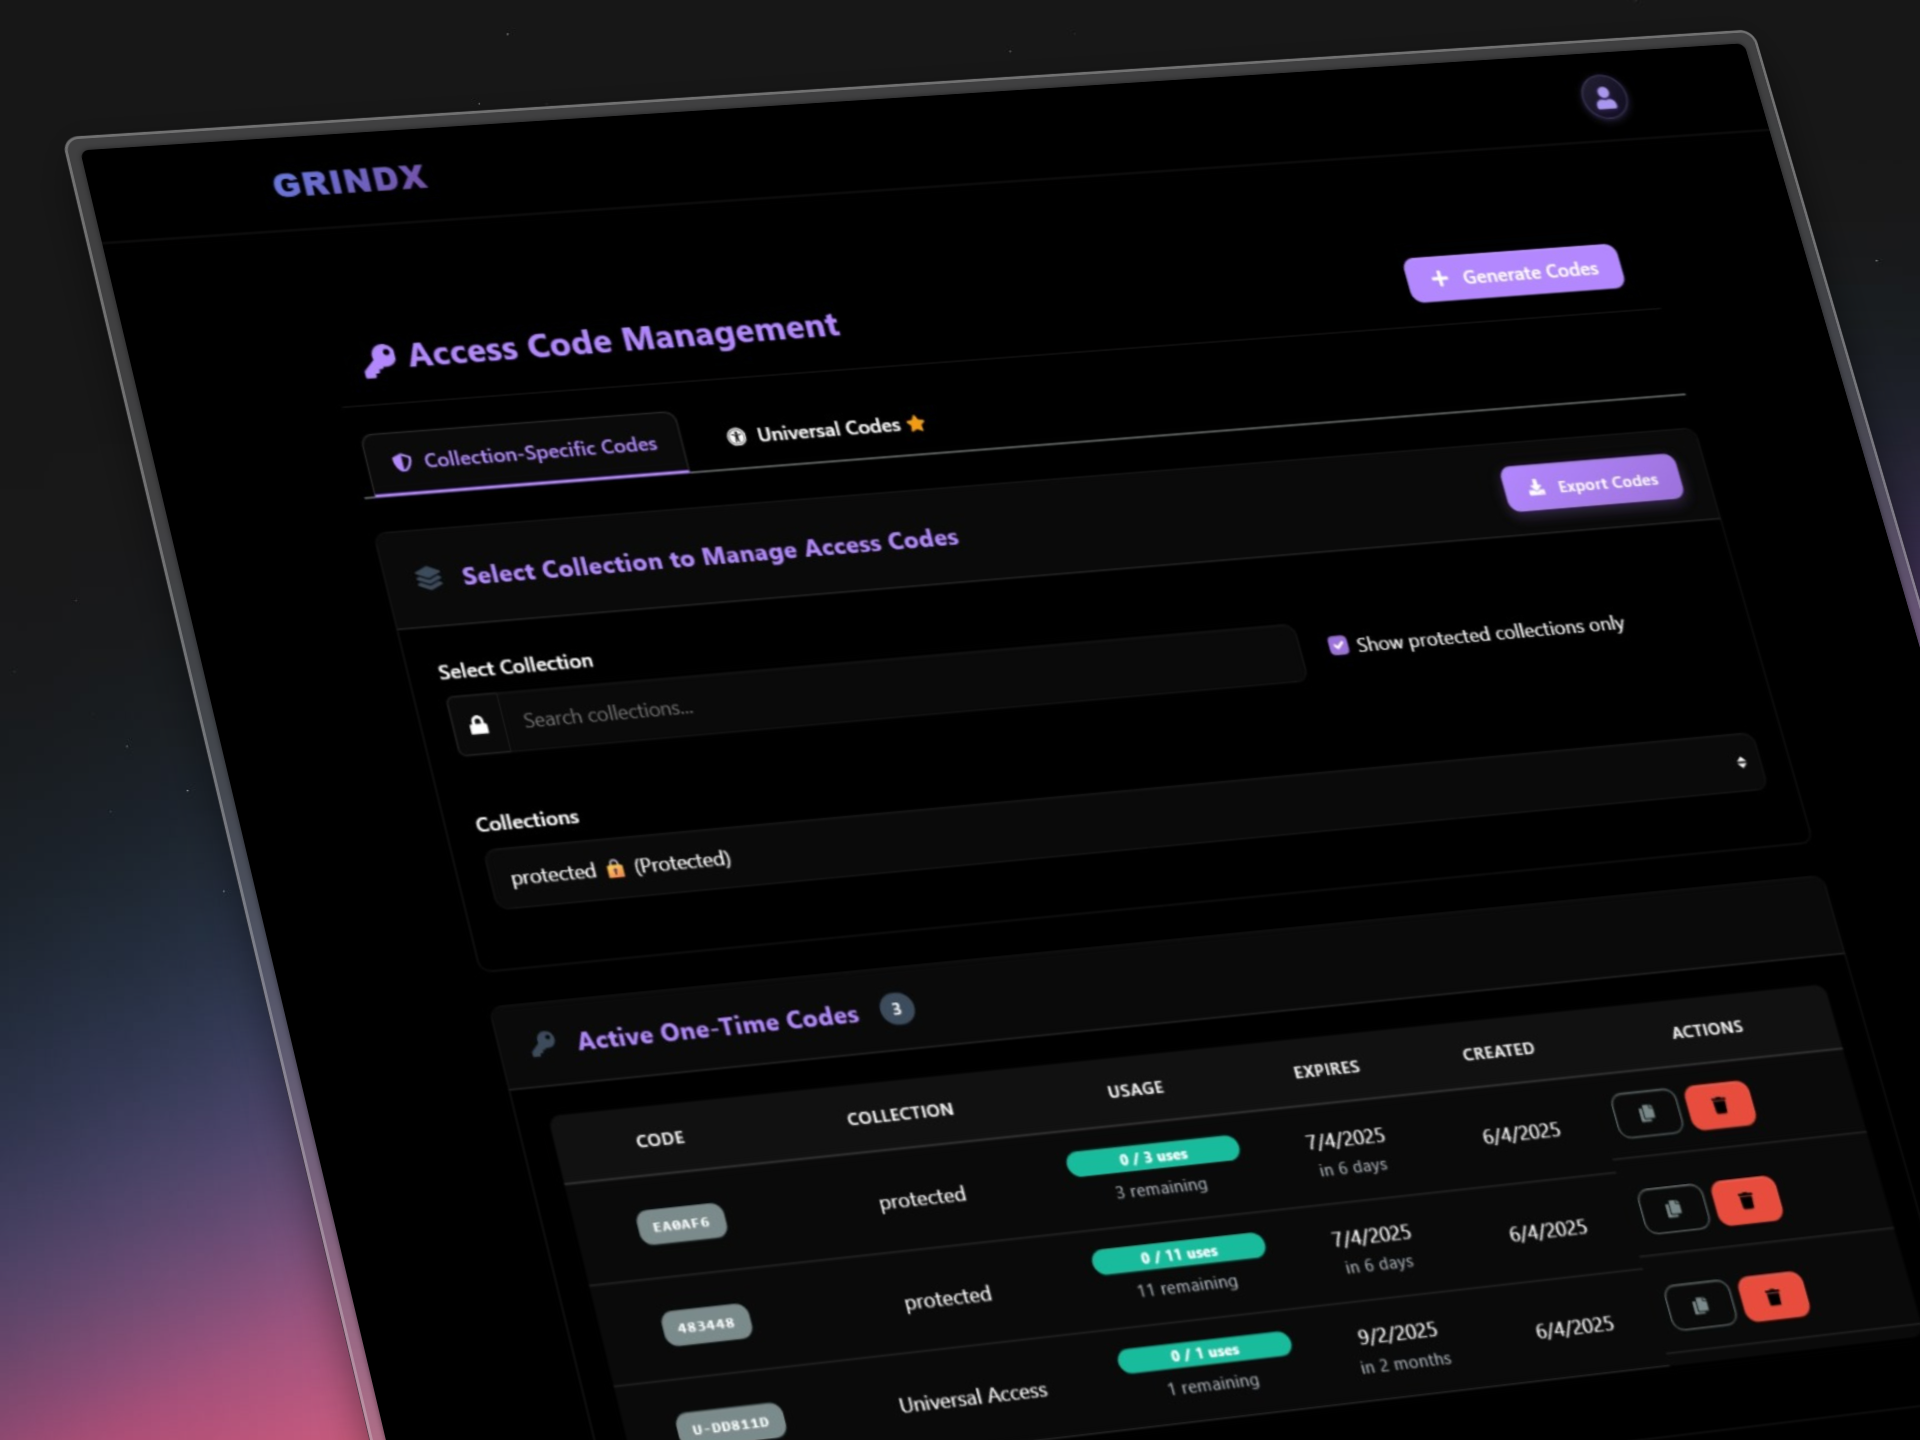 GRINDX
Generate Codes
Access Code Management
Collection-Specific Codes
Universal Codes
Export Codes
Select Collection to Manage Access Codes
Select Collection
Search collections...
Show protected collections only
Collections
protected 🔒 (Protected)
Active One-Time Codes 3
CODE COLLECTION USAGE EXPIRES CREATED ACTIONS
EA0AF6 protected 0 / 3 uses 7/4/2025 6/4/2025
3 remaining in 6 days
483448 protected 0 / 11 uses 7/4/2025 6/4/2025
11 remaining in 6 days
U-DD811D Universal Access 0 / 1 uses 9/2/2025 6/4/2025
1 remaining in 2 months